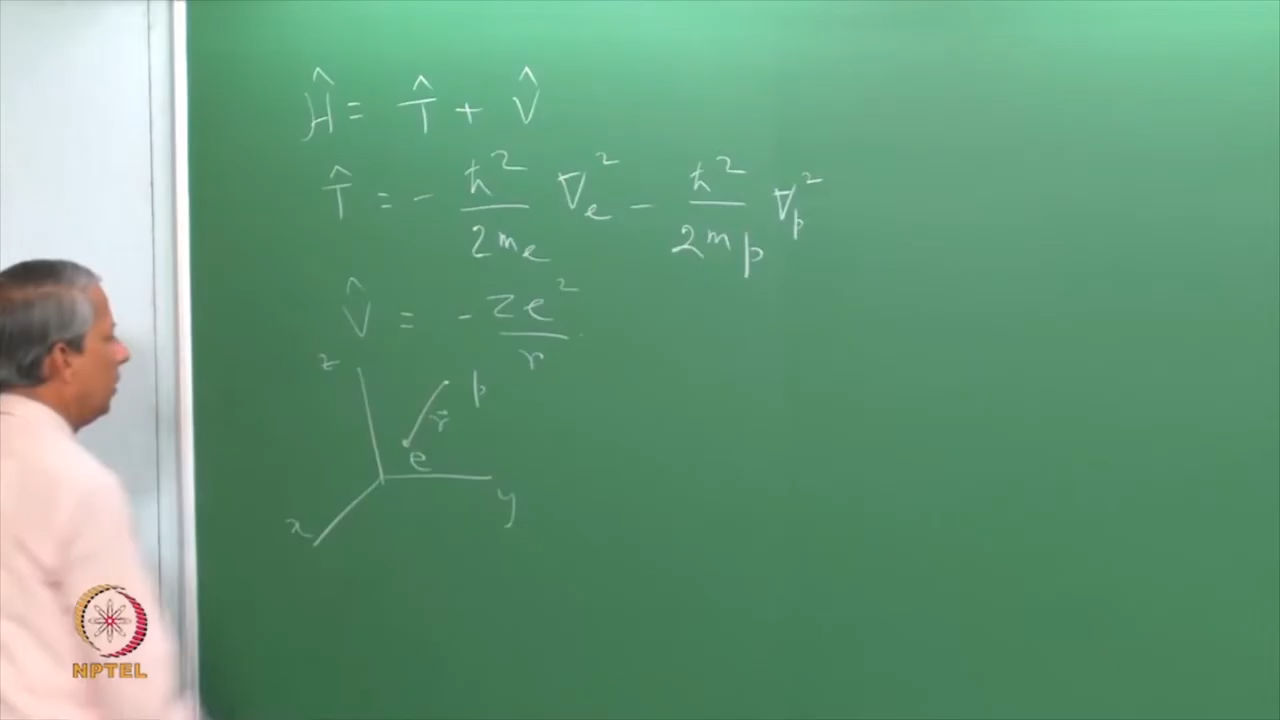 Ĥ = T̂ + V̂
T̂ = - ħ²/2mₑ ∇ₑ² - ħ²/2mₚ ∇ₚ²
V̂ = - Ze²/r
z
p
r⃗
e
y
x
NPTEL